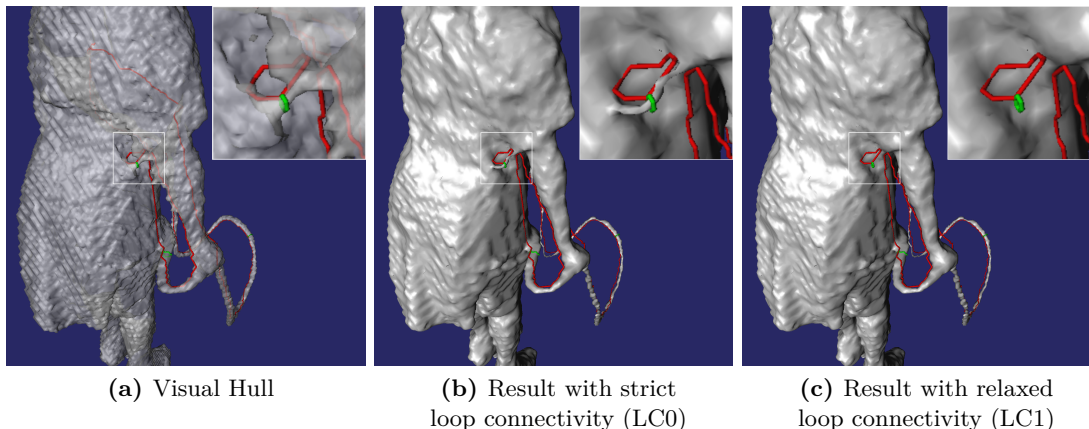 (a) Visual Hull
(b) Result with strict
loop connectivity (LC0)
(c) Result with relaxed
loop connectivity (LC1)